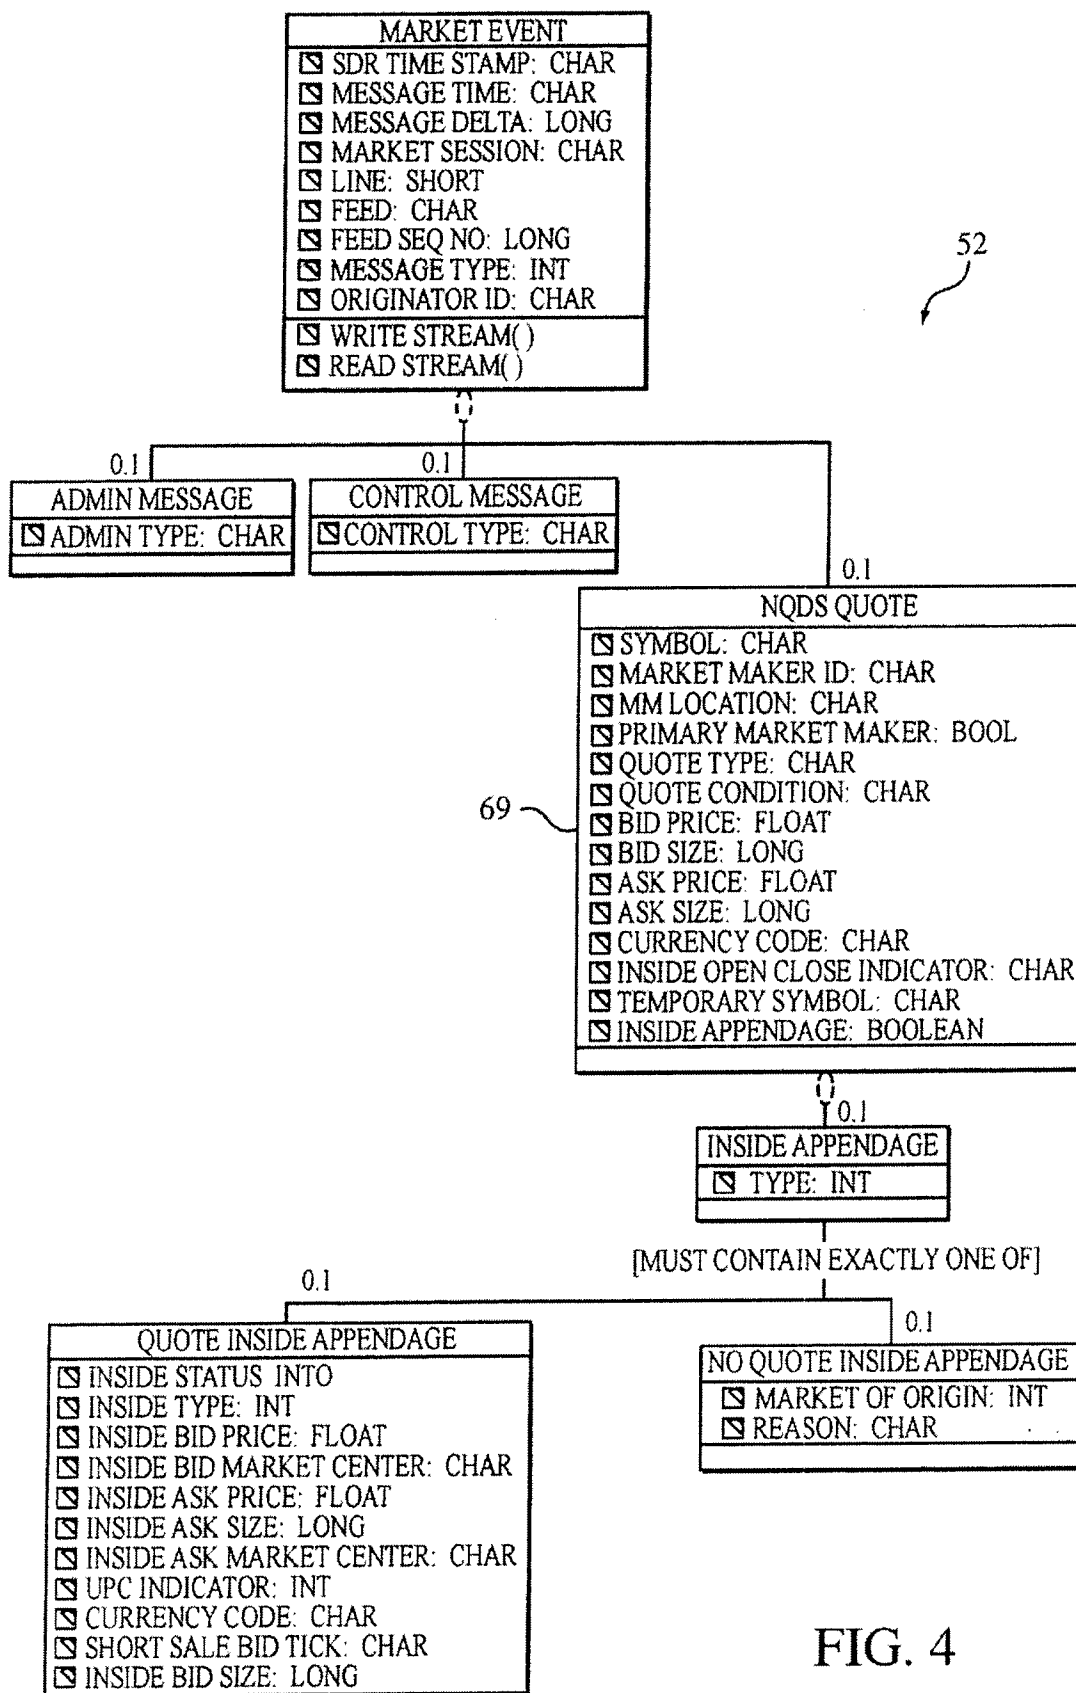 MARKET EVENT
SDR TIME STAMP: CHAR
MESSAGE TIME: CHAR
MESSAGE DELTA: LONG
MARKET SESSION: CHAR
LINE: SHORT
FEED: CHAR
FEED SEQ NO: LONG
MESSAGE TYPE: INT
ORIGINATOR ID: CHAR
WRITE STREAM( )
READ STREAM( )
52
0.1
0.1
ADMIN MESSAGE
ADMIN TYPE: CHAR
CONTROL MESSAGE
CONTROL TYPE: CHAR
0.1
NQDS QUOTE
SYMBOL: CHAR
MARKET MAKER ID: CHAR
MM LOCATION: CHAR
PRIMARY MARKET MAKER: BOOL
QUOTE TYPE: CHAR
QUOTE CONDITION: CHAR
69
BID PRICE: FLOAT
BID SIZE: LONG
ASK PRICE: FLOAT
ASK SIZE: LONG
CURRENCY CODE: CHAR
INSIDE OPEN CLOSE INDICATOR: CHAR
TEMPORARY SYMBOL: CHAR
INSIDE APPENDAGE: BOOLEAN
0.1
INSIDE APPENDAGE
TYPE: INT
[MUST CONTAIN EXACTLY ONE OF]
0.1
0.1
QUOTE INSIDE APPENDAGE
INSIDE STATUS INTO
INSIDE TYPE: INT
INSIDE BID PRICE: FLOAT
INSIDE BID MARKET CENTER: CHAR
INSIDE ASK PRICE: FLOAT
INSIDE ASK SIZE: LONG
INSIDE ASK MARKET CENTER: CHAR
UPC INDICATOR: INT
CURRENCY CODE: CHAR
SHORT SALE BID TICK: CHAR
INSIDE BID SIZE: LONG
NO QUOTE INSIDE APPENDAGE
MARKET OF ORIGIN: INT
REASON: CHAR
FIG. 4